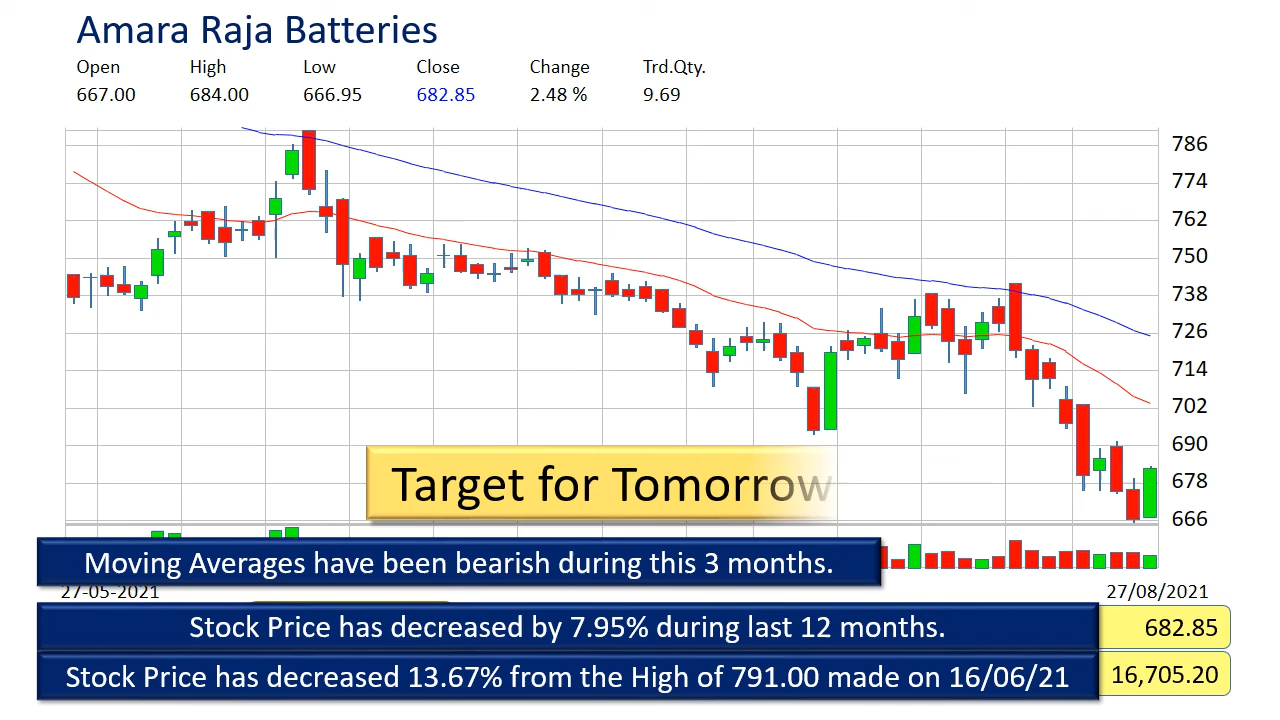 Amara Raja Batteries
Open High Low Close Change Trd.Qty.
667.00 684.00 666.95 682.85 2.48 % 9.69
786
774
762
750
738
726
714
702
690
678
666
Target for Tomorrow
Moving Averages have been bearish during this 3 months.
27-05-2021 27/08/2021
Stock Price has decreased by 7.95% during last 12 months. 682.85
Stock Price has decreased 13.67% from the High of 791.00 made on 16/06/21 16,705.20